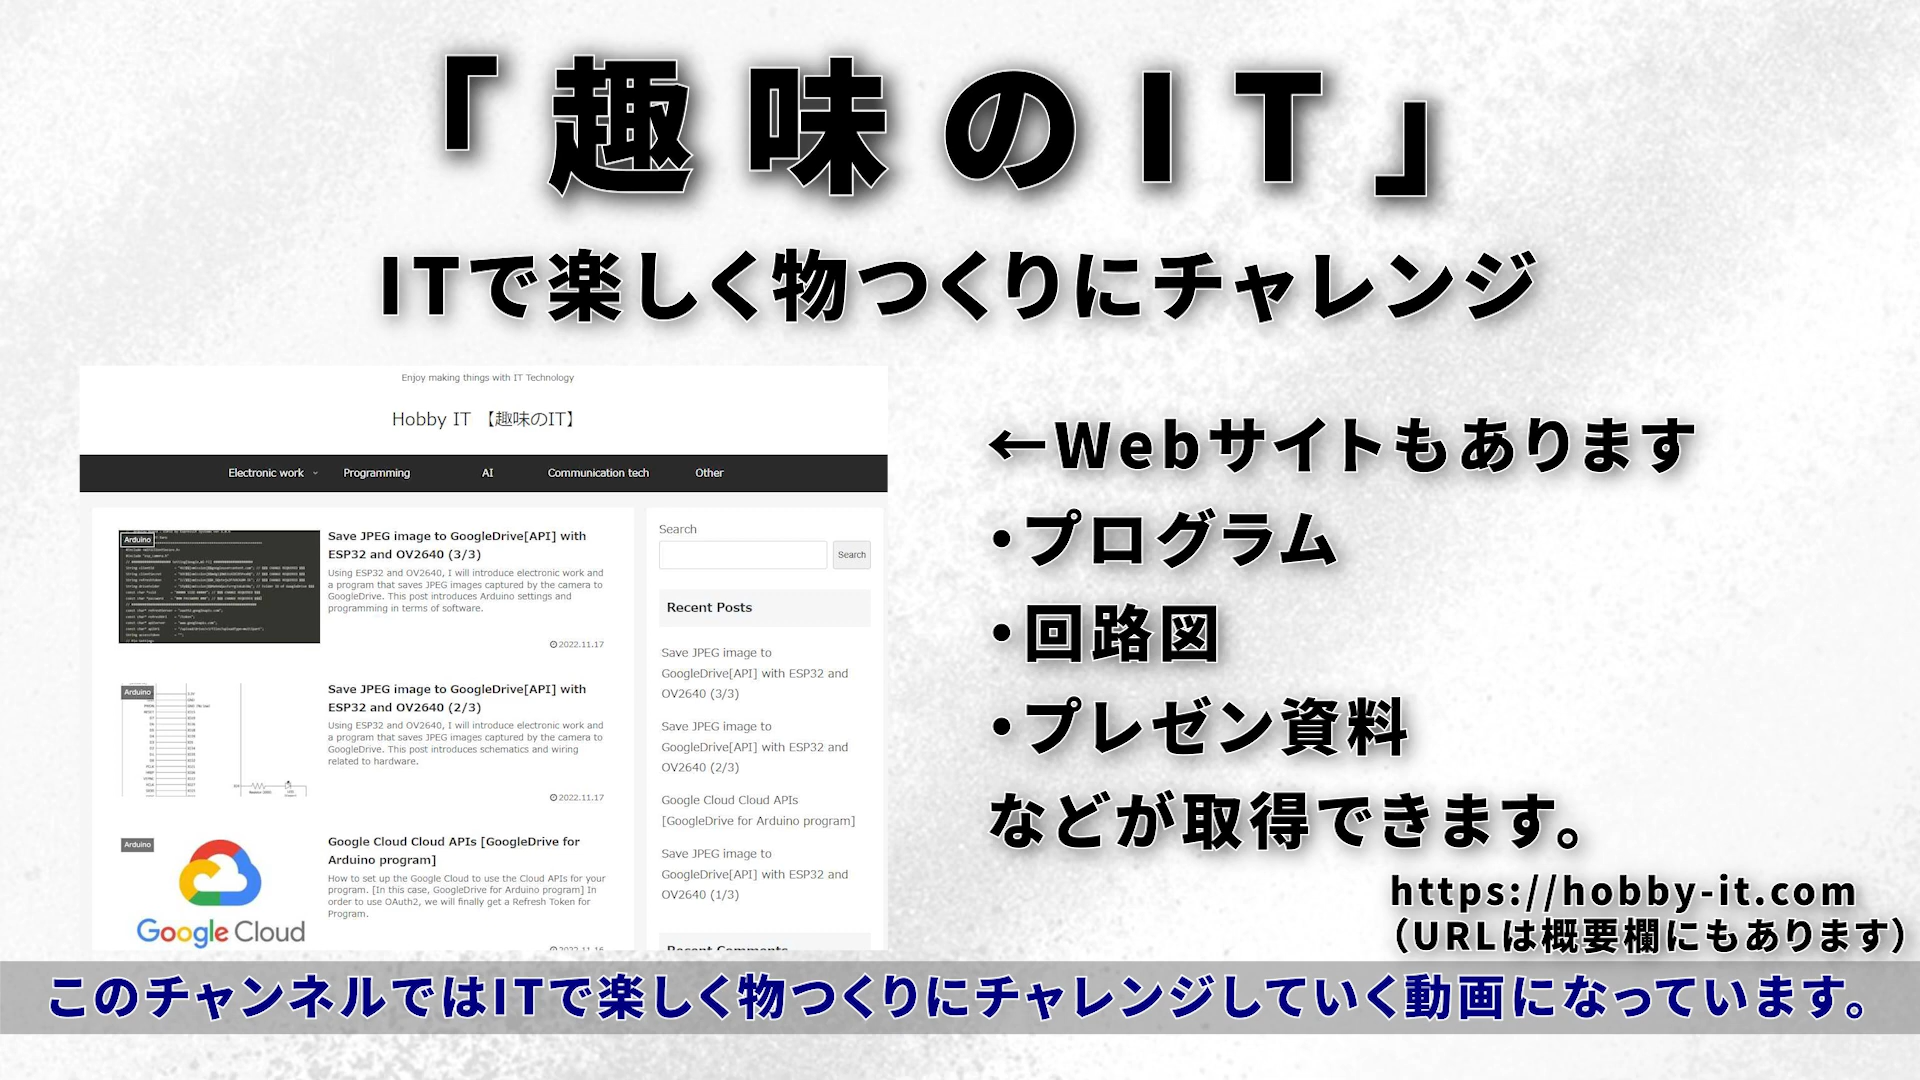 「趣味のIT」
ITで楽しく物つくりにチャレンジ
Enjoy making things with IT Technology
Hobby IT 【趣味のIT】
Electronic work
Programming
AI
Communication tech
Other
Arduino
Save JPEG image to GoogleDrive[API] with
ESP32 and OV2640 (3/3)
Using ESP32 and OV2640, I will introduce electronic work and
a program that saves JPEG images captured by the camera to
GoogleDrive. This post introduces Arduino settings and
programming in terms of software.
2022.11.17
Arduino
Save JPEG image to GoogleDrive[API] with
ESP32 and OV2640 (2/3)
Using ESP32 and OV2640, I will introduce electronic work and
a program that saves JPEG images captured by the camera to
GoogleDrive. This post introduces schematics and wiring
related to hardware.
2022.11.17
Arduino
Google Cloud
Google Cloud Cloud APIs [GoogleDrive for
Arduino program]
How to set up the Google Cloud to use the Cloud APIs for your
program. [In this case, GoogleDrive for Arduino program] In
order to use OAuth2, we will finally get a Refresh Token for
Program.
2022.11.16
Search
Search
Recent Posts
Save JPEG image to
GoogleDrive[API] with ESP32 and
OV2640 (3/3)
Save JPEG image to
GoogleDrive[API] with ESP32 and
OV2640 (2/3)
Google Cloud Cloud APIs
[GoogleDrive for Arduino program]
Save JPEG image to
GoogleDrive[API] with ESP32 and
OV2640 (1/3)
Recent Comments
←Webサイトもあります
・プログラム
・回路図
・プレゼン資料
などが取得できます。
https://hobby-it.com
(URLは概要欄にもあります)
このチャンネルではITで楽しく物つくりにチャレンジしていく動画になっています。